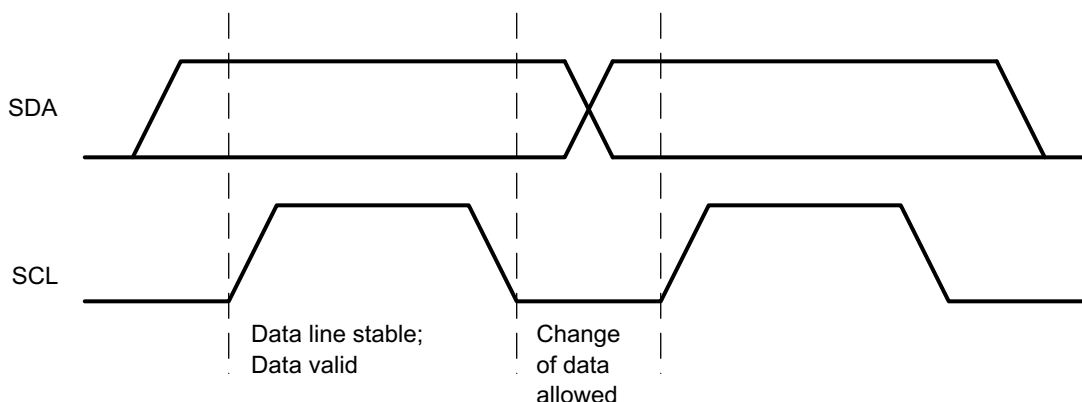 SDA
SCL
Data line stable;
Data valid
Change
of data
allowed